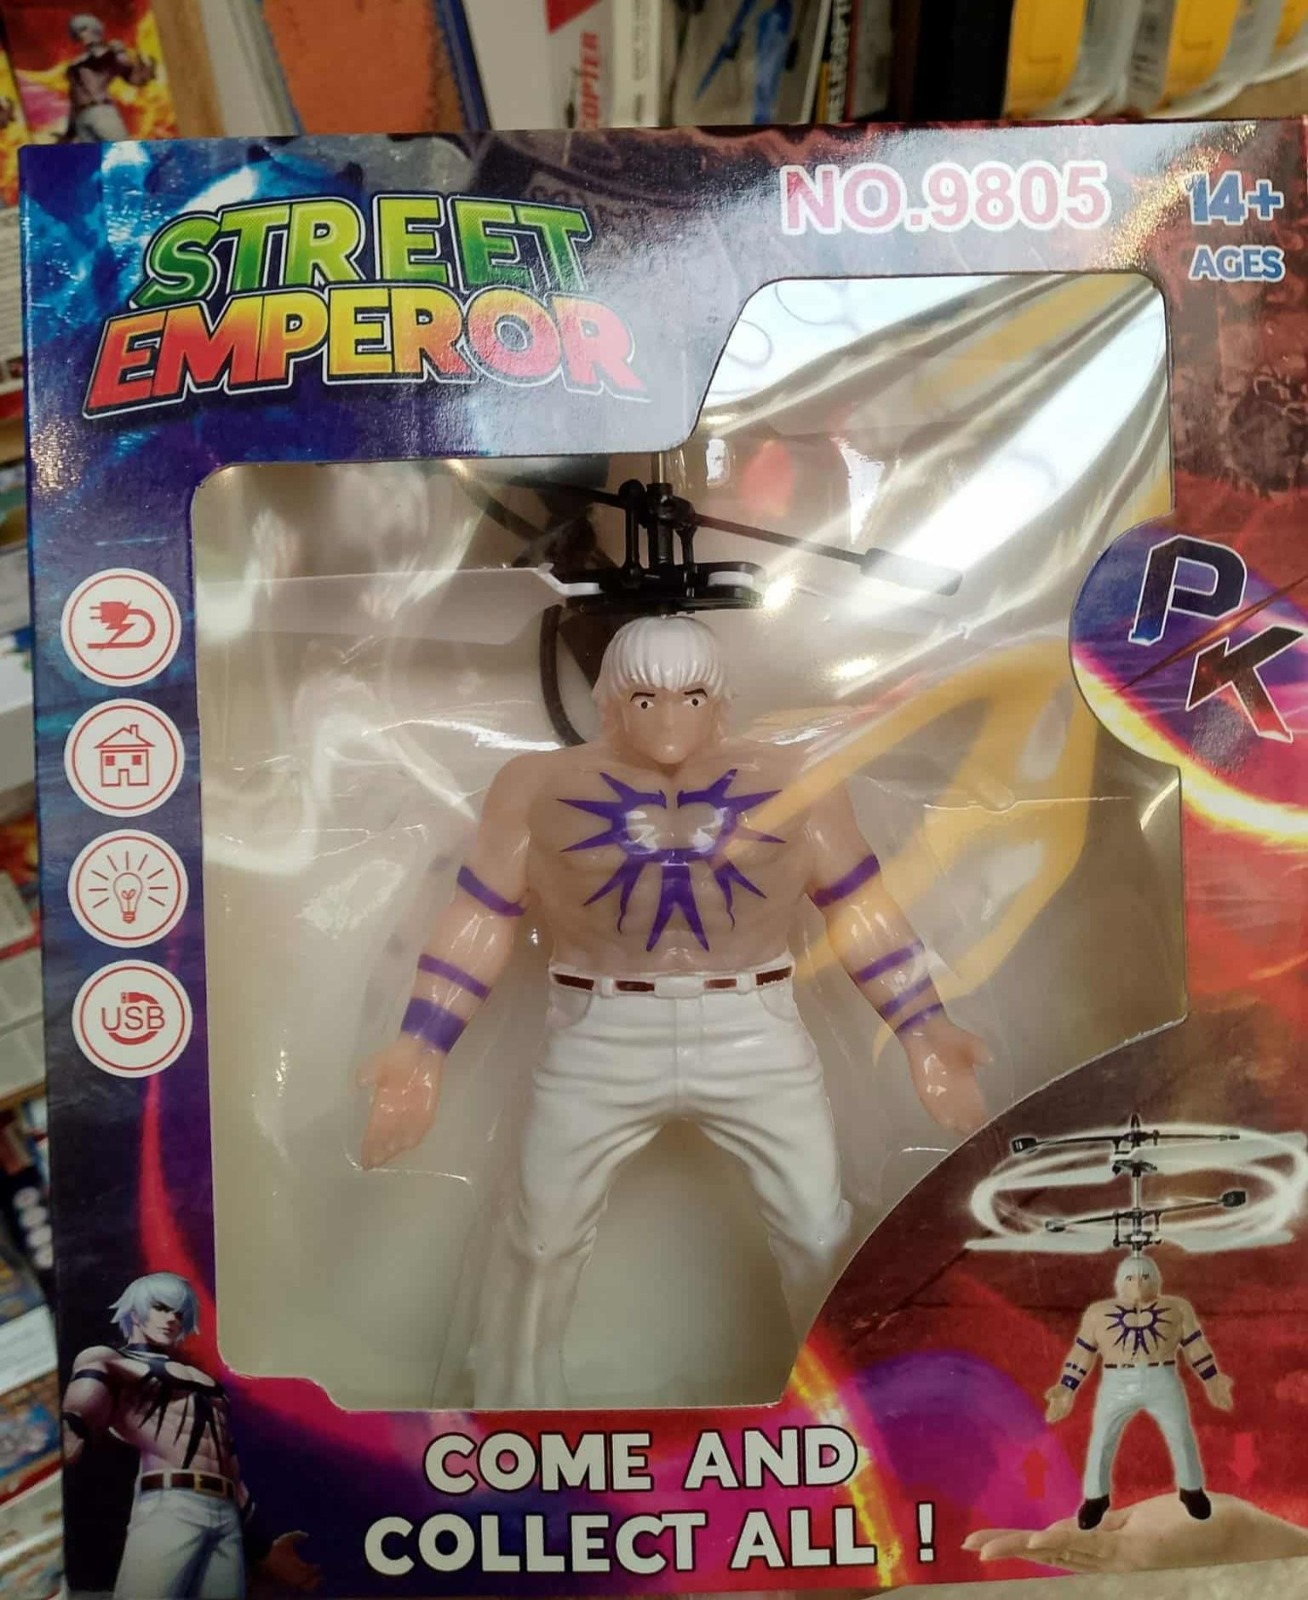 STREET
EMPEROR
NO.9805
14+
AGES
PK
USB
COME AND
COLLECT ALL !